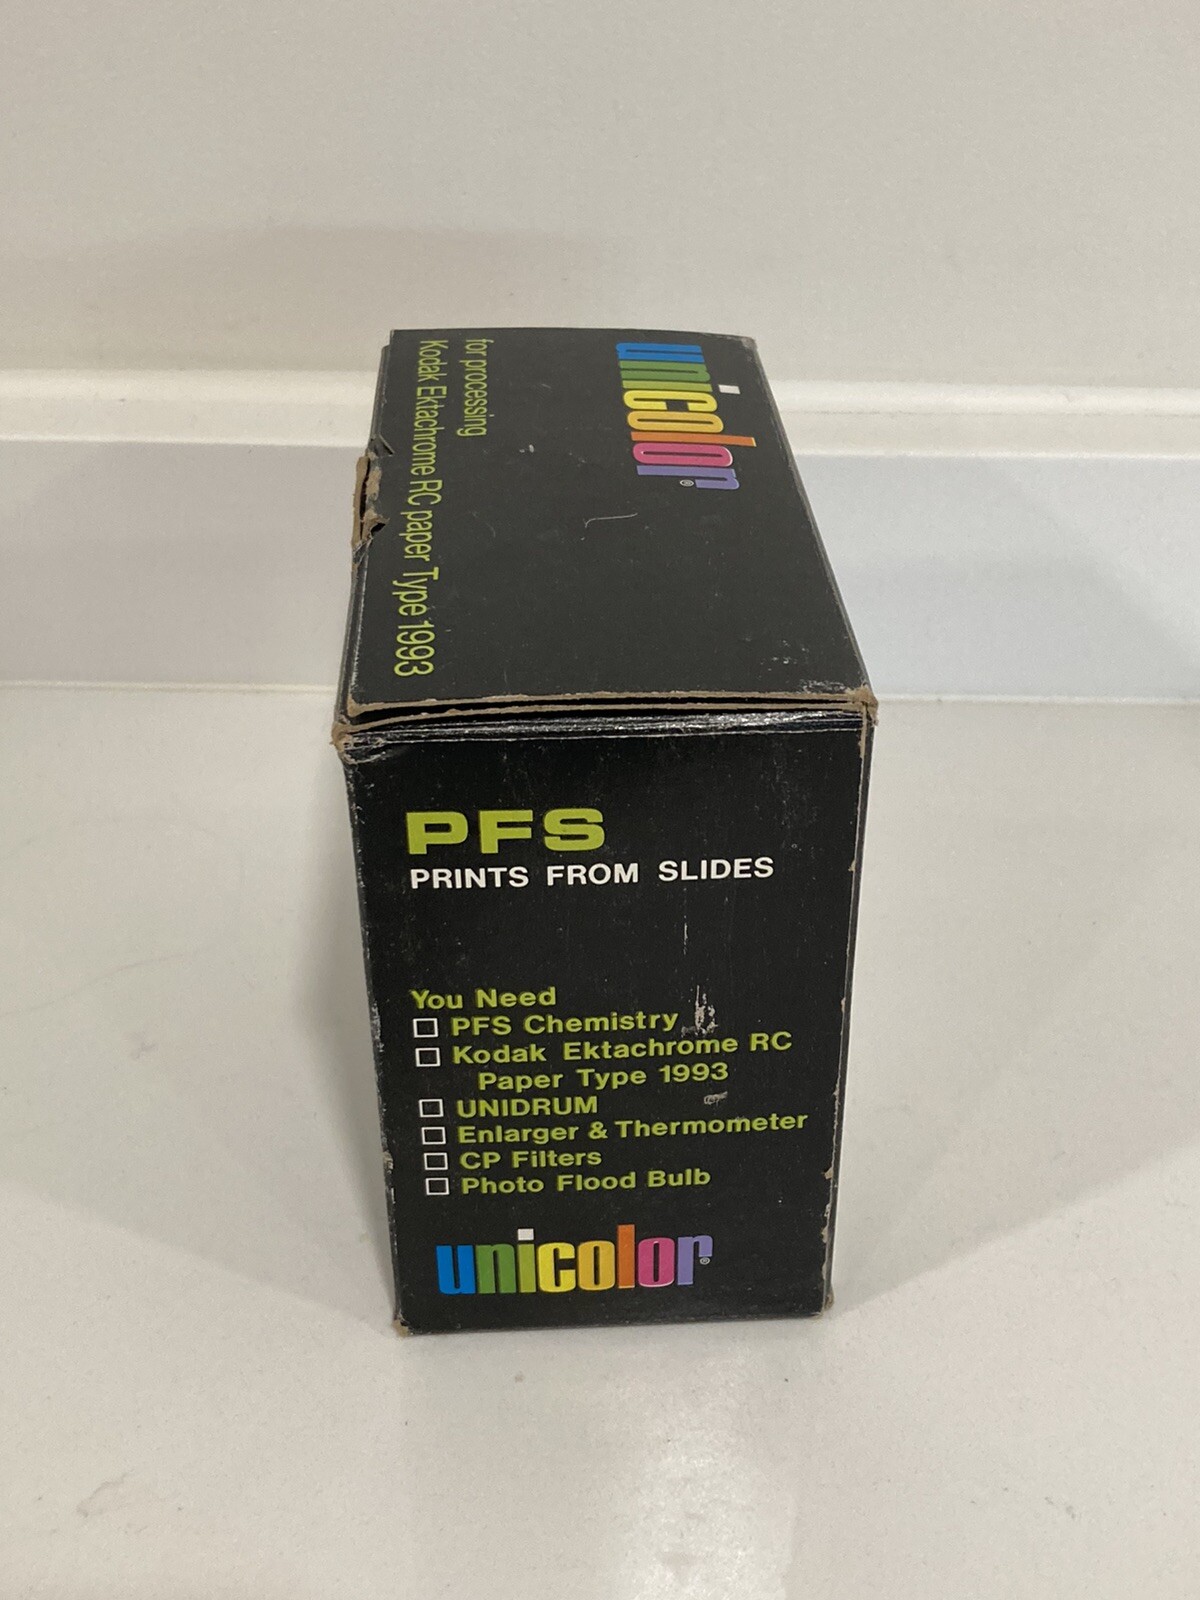 unicolor®
for processing
Kodak Ektachrome RC paper Type 1993
PFS
PRINTS FROM SLIDES
You Need
PFS Chemistry
Kodak Ektachrome RC
Paper Type 1993
UNIDRUM
Enlarger & Thermometer
CP Filters
Photo Flood Bulb
unicolor®